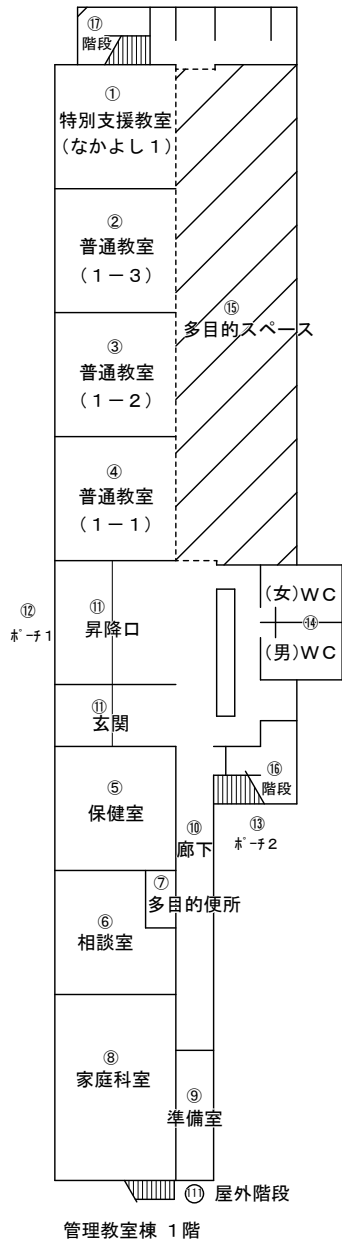 ⑰
階段
①
特別支援教室
(なかよし1)
②
普通教室
(1-3)
⑮
多目的スペース
③
普通教室
(1-2)
④
普通教室
(1-1)
(女)WC
⑭
(男)WC
⑫
ポーチ1
⑪
昇降口
⑪
玄関
⑯
階段
⑤
保健室
⑬
ポーチ2
⑩
廊下
⑦
多目的便所
⑥
相談室
⑧
家庭科室
⑨
準備室
111 屋外階段
管理教室棟 1階